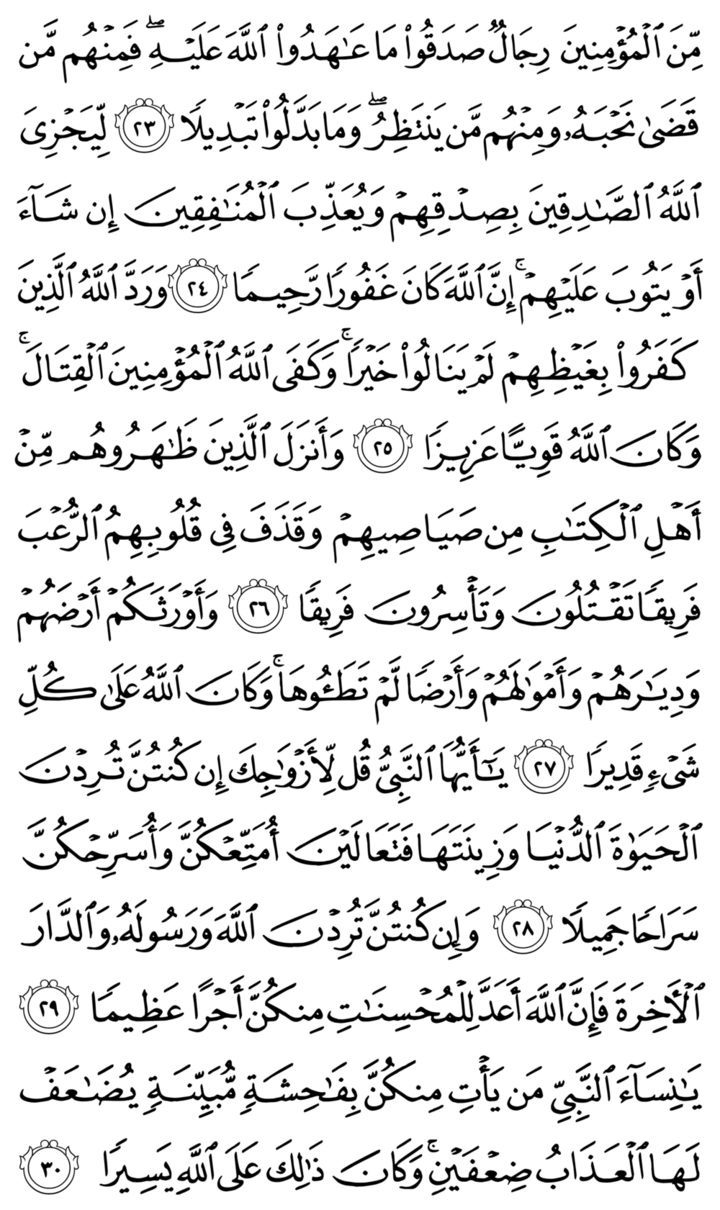 مِّنَ ٱلْمُؤْمِنِينَ رِجَالٌ صَدَقُوا۟ مَا عَـٰهَدُوا۟ ٱللَّهَ عَلَيْهِ ۖ فَمِنْهُم مَّن
قَضَىٰ نَحْبَهُۥ وَمِنْهُم مَّن يَنتَظِرُ ۖ وَمَا بَدَّلُوا۟ تَبْدِيلًا ٢٣ لِّيَجْزِىَ
ٱللَّهُ ٱلصَّـٰدِقِينَ بِصِدْقِهِمْ وَيُعَذِّبَ ٱلْمُنَـٰفِقِينَ إِن شَآءَ
أَوْ يَتُوبَ عَلَيْهِمْ ۚ إِنَّ ٱللَّهَ كَانَ غَفُورًا رَّحِيمًا ٢٤ وَرَدَّ ٱللَّهُ ٱلَّذِينَ
كَفَرُوا۟ بِغَيْظِهِمْ لَمْ يَنَالُوا۟ خَيْرًا ۚ وَكَفَى ٱللَّهُ ٱلْمُؤْمِنِينَ ٱلْقِتَالَ ۚ
وَكَانَ ٱللَّهُ قَوِيًّا عَزِيزًا ٢٥ وَأَنزَلَ ٱلَّذِينَ ظَـٰهَرُوهُم مِّنْ
أَهْلِ ٱلْكِتَـٰبِ مِن صَيَاصِيهِمْ وَقَذَفَ فِى قُلُوبِهِمُ ٱلرُّعْبَ
فَرِيقًا تَقْتُلُونَ وَتَأْسِرُونَ فَرِيقًا ٢٦ وَأَوْرَثَكُمْ أَرْضَهُمْ
وَدِيَـٰرَهُمْ وَأَمْوَٰلَهُمْ وَأَرْضًا لَّمْ تَطَـُٔوهَا ۚ وَكَانَ ٱللَّهُ عَلَىٰ كُلِّ
شَىْءٍ قَدِيرًا ٢٧ يَـٰٓأَيُّهَا ٱلنَّبِىُّ قُل لِّأَزْوَٰجِكَ إِن كُنتُنَّ تُرِدْنَ
ٱلْحَيَوٰةَ ٱلدُّنْيَا وَزِينَتَهَا فَتَعَالَيْنَ أُمَتِّعْكُنَّ وَأُسَرِّحْكُنَّ
سَرَاحًا جَمِيلًا ٢٨ وَإِن كُنتُنَّ تُرِدْنَ ٱللَّهَ وَرَسُولَهُۥ وَٱلدَّارَ
ٱلْـَٔاخِرَةَ فَإِنَّ ٱللَّهَ أَعَدَّ لِلْمُحْسِنَـٰتِ مِنكُنَّ أَجْرًا عَظِيمًا ٢٩
يَـٰنِسَآءَ ٱلنَّبِىِّ مَن يَأْتِ مِنكُنَّ بِفَـٰحِشَةٍ مُّبَيِّنَةٍ يُضَـٰعَفْ
لَهَا ٱلْعَذَابُ ضِعْفَيْنِ ۚ وَكَانَ ذَٰلِكَ عَلَى ٱللَّهِ يَسِيرًا ٣٠